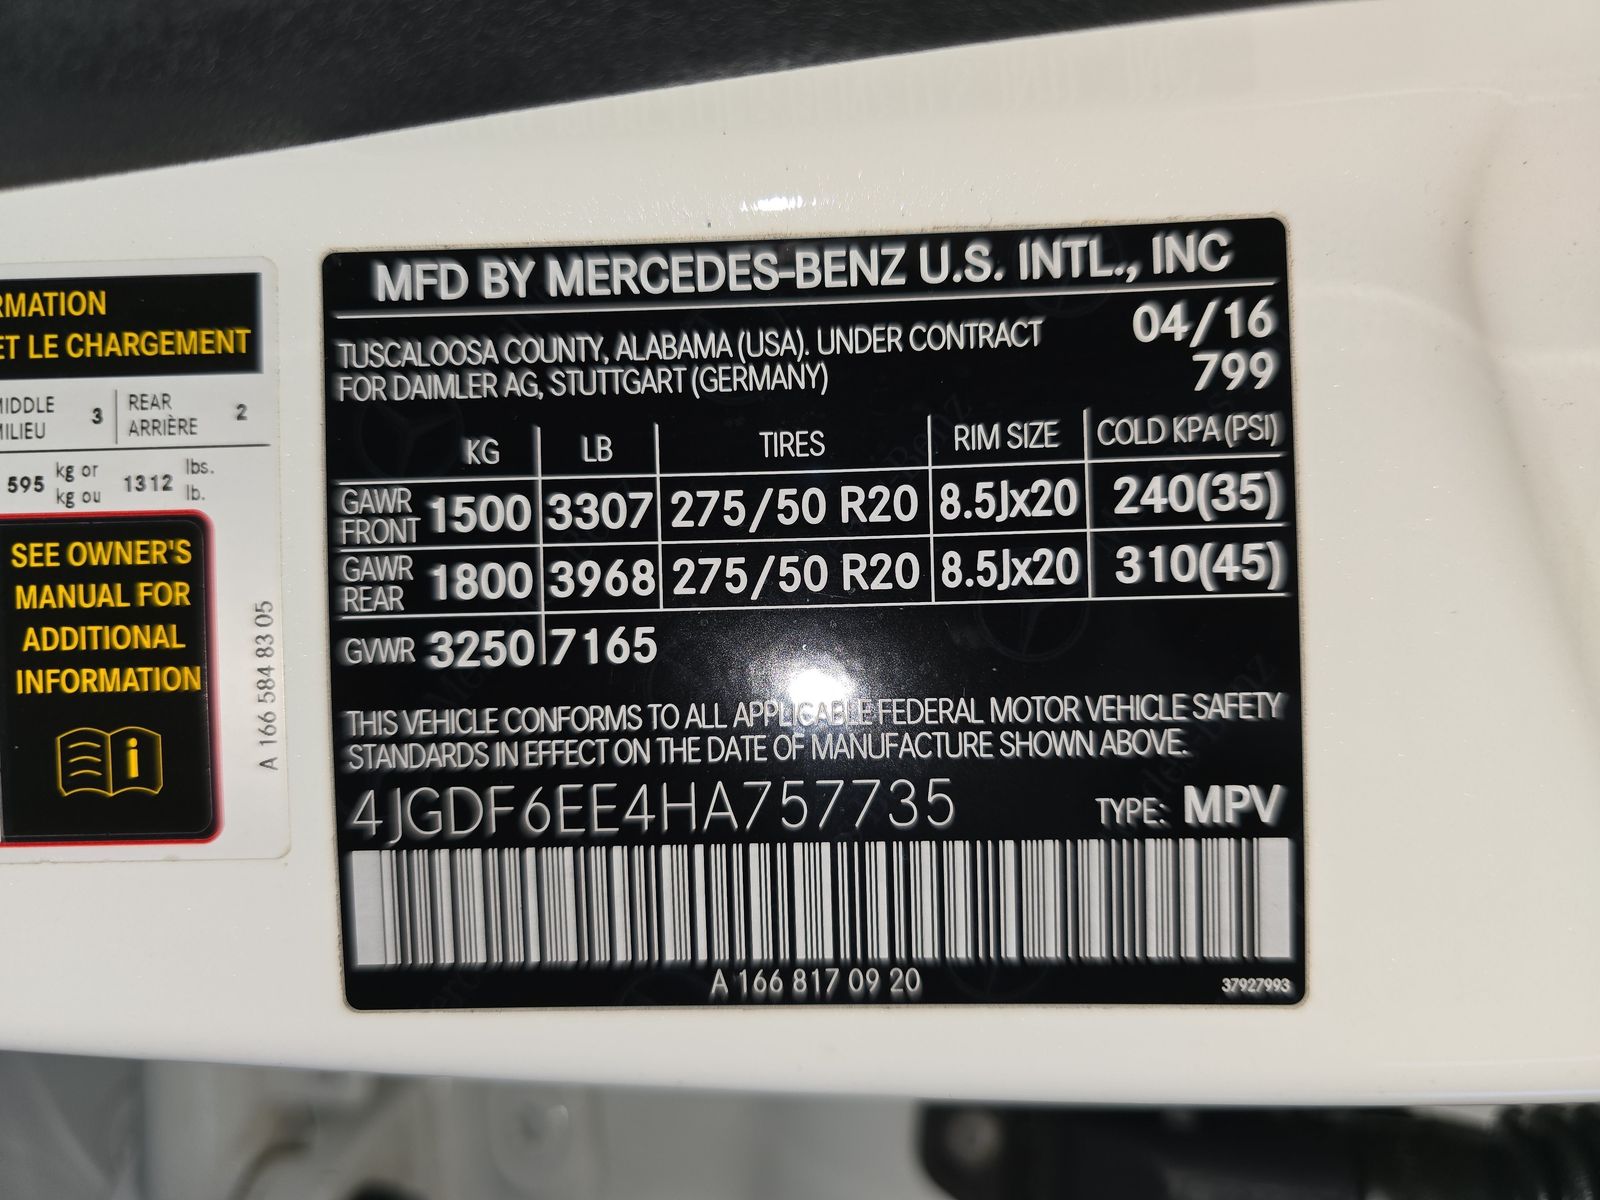 RMATION
ET LE CHARGEMENT
MIDDLE
MILIEU
3
REAR
ARRIÈRE
2
595 kg or
kg ou
1312 lbs.
lb.
SEE OWNER'S
MANUAL FOR
ADDITIONAL
INFORMATION
i
A 166 584 83 05
MFD BY MERCEDES-BENZ U.S. INTL., INC
TUSCALOOSA COUNTY, ALABAMA (USA). UNDER CONTRACT
FOR DAIMLER AG, STUTTGART (GERMANY)
04/16
799
KG LB TIRES RIM SIZE COLD KPA (PSI)
GAWR FRONT 1500 3307 275/50 R20 8.5Jx20 240(35)
GAWR REAR 1800 3968 275/50 R20 8.5Jx20 310(45)
GVWR 3250 7165
THIS VEHICLE CONFORMS TO ALL APPLICABLE FEDERAL MOTOR VEHICLE SAFETY
STANDARDS IN EFFECT ON THE DATE OF MANUFACTURE SHOWN ABOVE.
4JGDF6EE4HA757735 TYPE: MPV
A 166 817 09 20
37927993